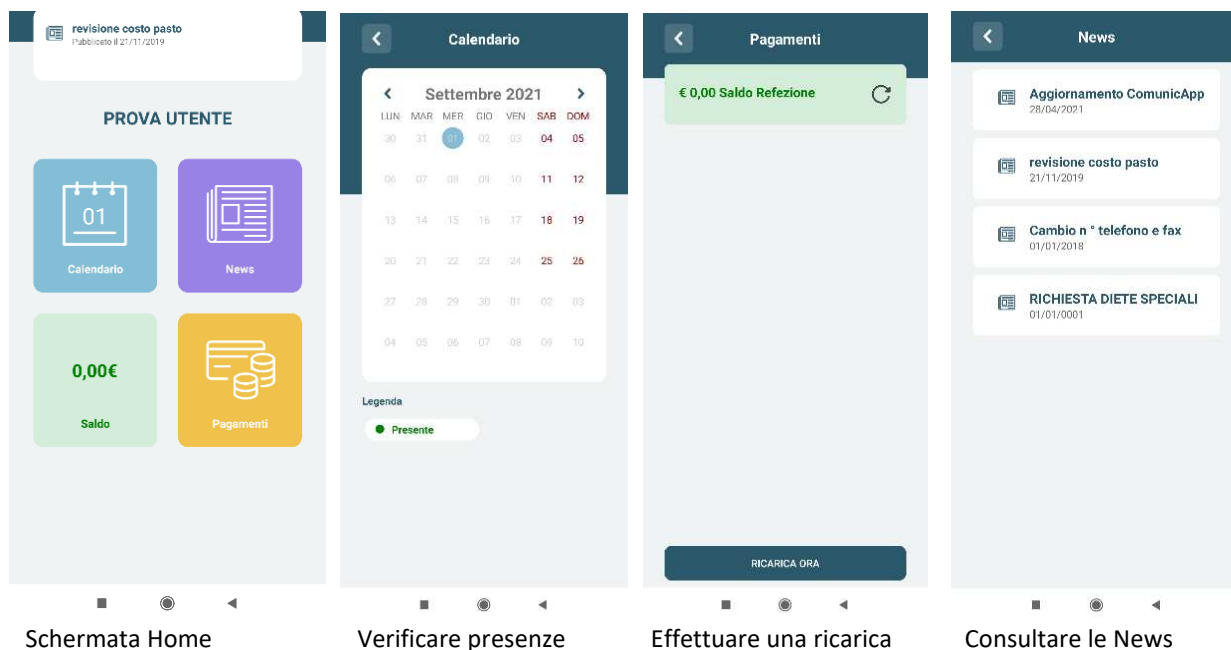 revisione costo pasto
Pubblicato il 21/11/2019
PROVA UTENTE
01
Calendario
News
0,00€
Saldo
Pagamenti
Schermata Home
Calendario
Settembre 2021
LUN MAR MER GIO VEN SAB DOM
30 31 01 02 03 04 05
06 07 08 09 10 11 12
13 14 15 16 17 18 19
20 21 22 23 24 25 26
27 28 29 30 01 02 03
04 05 06 07 08 09 10
Legenda
Presente
Verificare presenze
Pagamenti
€ 0,00 Saldo Refezione
RICARICA ORA
Effettuare una ricarica
News
Aggiornamento ComunicApp
28/04/2021
revisione costo pasto
21/11/2019
Cambio n ° telefono e fax
01/01/2018
RICHIESTA DIETE SPECIALI
01/01/0001
Consultare le News